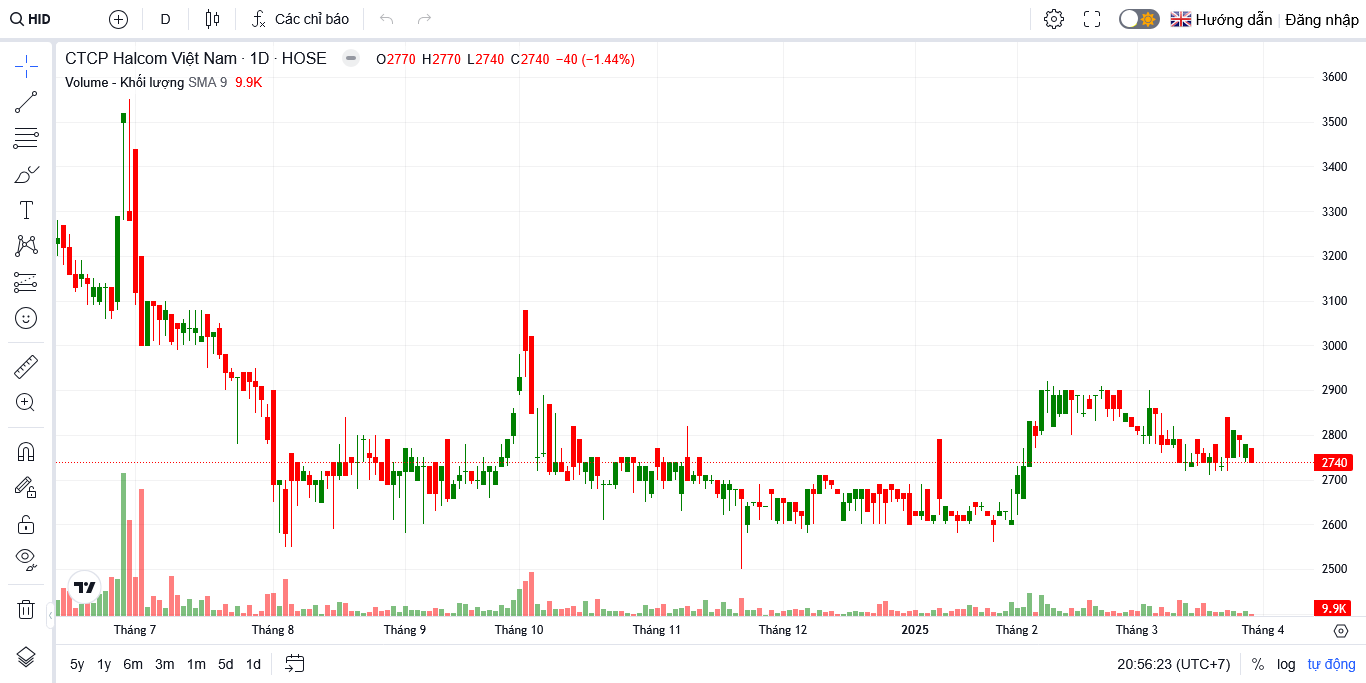 HID D Các chỉ báo Hướng dẫn Đăng nhập
CTCP Halcom Việt Nam · 1D · HOSE O2770 H2770 L2740 C2740 −40 (−1.44%)
Volume - Khối lượng SMA 9 9.9K
3600
3500
3400
3300
3200
3100
3000
2900
2800
2740
2700
2600
2500
9.9K
Tháng 7 Tháng 8 Tháng 9 Tháng 10 Tháng 11 Tháng 12 2025 Tháng 2 Tháng 3 Tháng 4
5y 1y 6m 3m 1m 5d 1d 20:56:23 (UTC+7) % log tự động